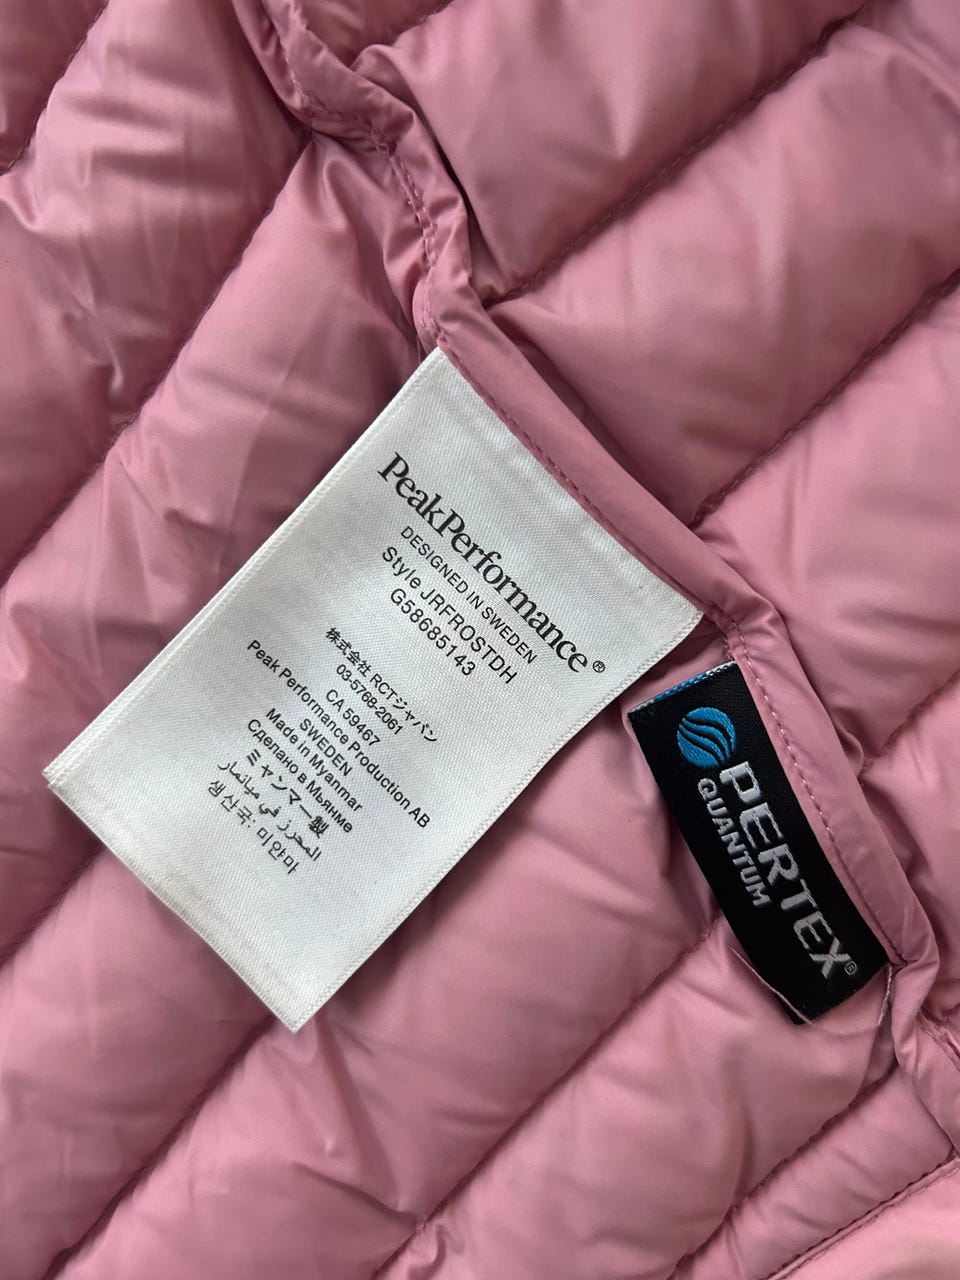 PeakPerformance®
DESIGNED IN SWEDEN
Style JRFROSTDH
G58685143
株式会社 RCTジャパン
03-5768-2061
CA 59467
Peak Performance Production AB
SWEDEN
Made in Myanmar
Сделано в Мьянме
ミャンマー製
المحرز في ميانمار
생산국: 미얀마
PERTEX®
QUANTUM